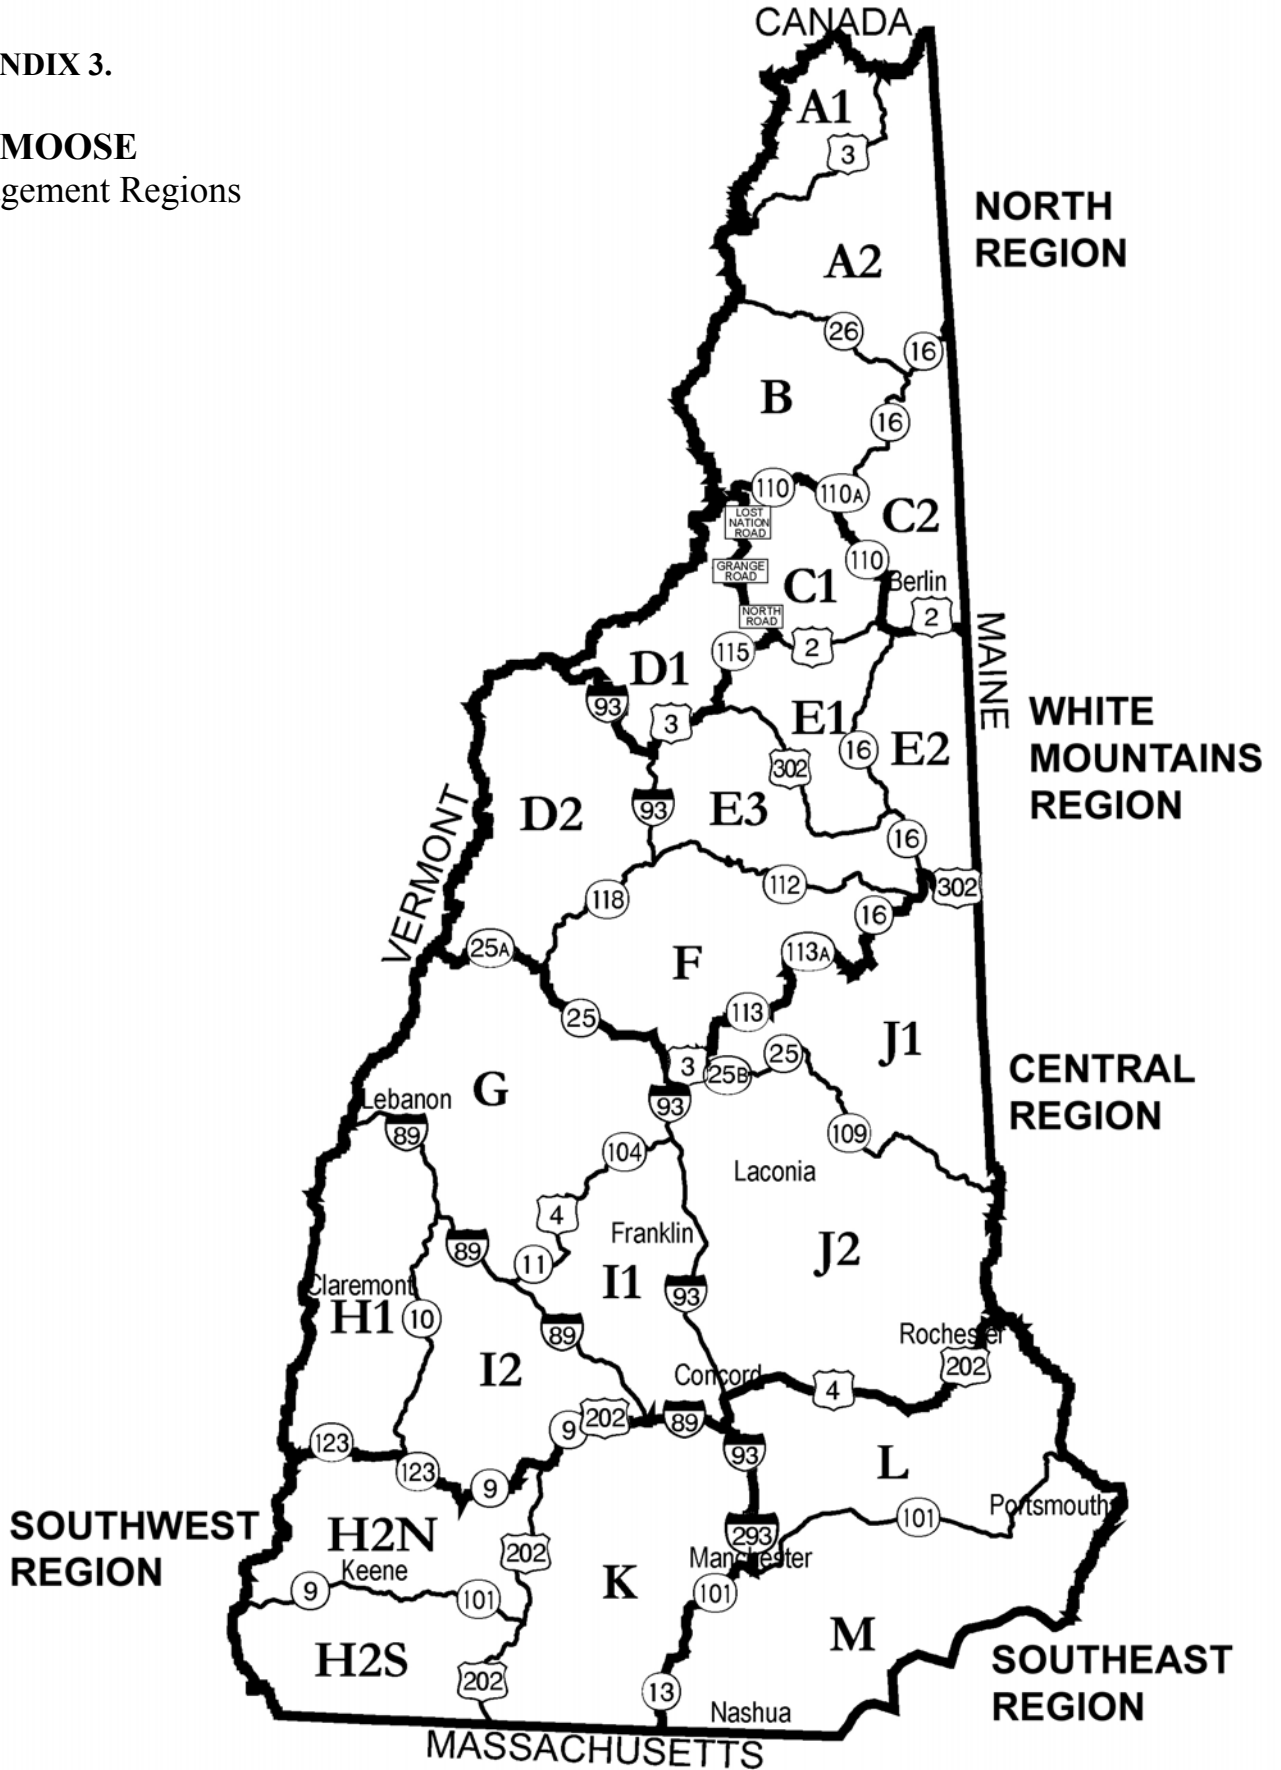 CANADA
NDIX 3.
MOOSE
gement Regions
A1
3
NORTH
REGION
A2
26
16
B
16
110
110A
C2
LOST
NATION
ROAD
110
GRANGE
ROAD
C1
Berlin
NORTH
ROAD
2
2
115
MAINE
D1
93
3
E1
16
E2
WHITE
MOUNTAINS
REGION
302
93
E3
D2
VERMONT
16
118
112
302
16
25A
113A
F
25
113
J1
3
25B
25
CENTRAL
REGION
G
93
Lebanon
89
109
104
Laconia
4
Franklin
89
11
J2
I1
93
Claremont
H1
10
89
Rochester
202
I2
Concord
4
9
202
89
123
93
L
123
9
101
Portsmouth
SOUTHWEST
REGION
H2N
293
202
Manchester
Keene
K
9
101
101
M
H2S
202
13
SOUTHEAST
REGION
Nashua
MASSACHUSETTS